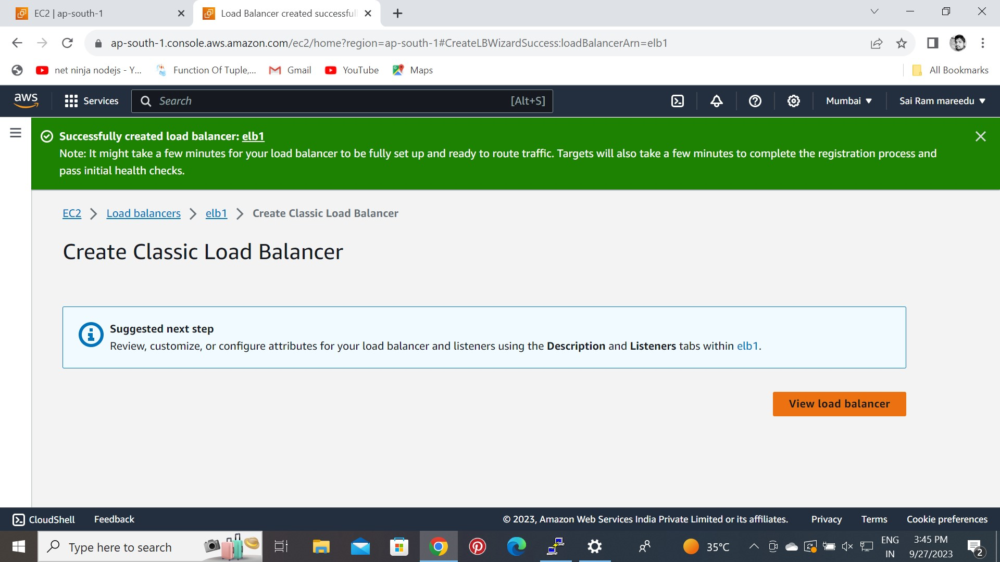 EC2 | ap-south-1
Load Balancer created successful
ap-south-1.console.aws.amazon.com/ec2/home?region=ap-south-1#CreateLBWizardSuccess:loadBalancerArn=elb1
net ninja nodejs - Y...
Function Of Tuple,...
Gmail
YouTube
Maps
All Bookmarks
aws
Services
Search
[Alt+S]
Mumbai
Sai Ram mareedu
Successfully created load balancer: elb1
Note: It might take a few minutes for your load balancer to be fully set up and ready to route traffic. Targets will also take a few minutes to complete the registration process and
pass initial health checks.
EC2
Load balancers
elb1
Create Classic Load Balancer
Create Classic Load Balancer
Suggested next step
Review, customize, or configure attributes for your load balancer and listeners using the Description and Listeners tabs within elb1.
View load balancer
CloudShell
Feedback
© 2023, Amazon Web Services India Private Limited or its affiliates.
Privacy
Terms
Cookie preferences
Type here to search
35°C
ENG
IN
3:45 PM
9/27/2023
2